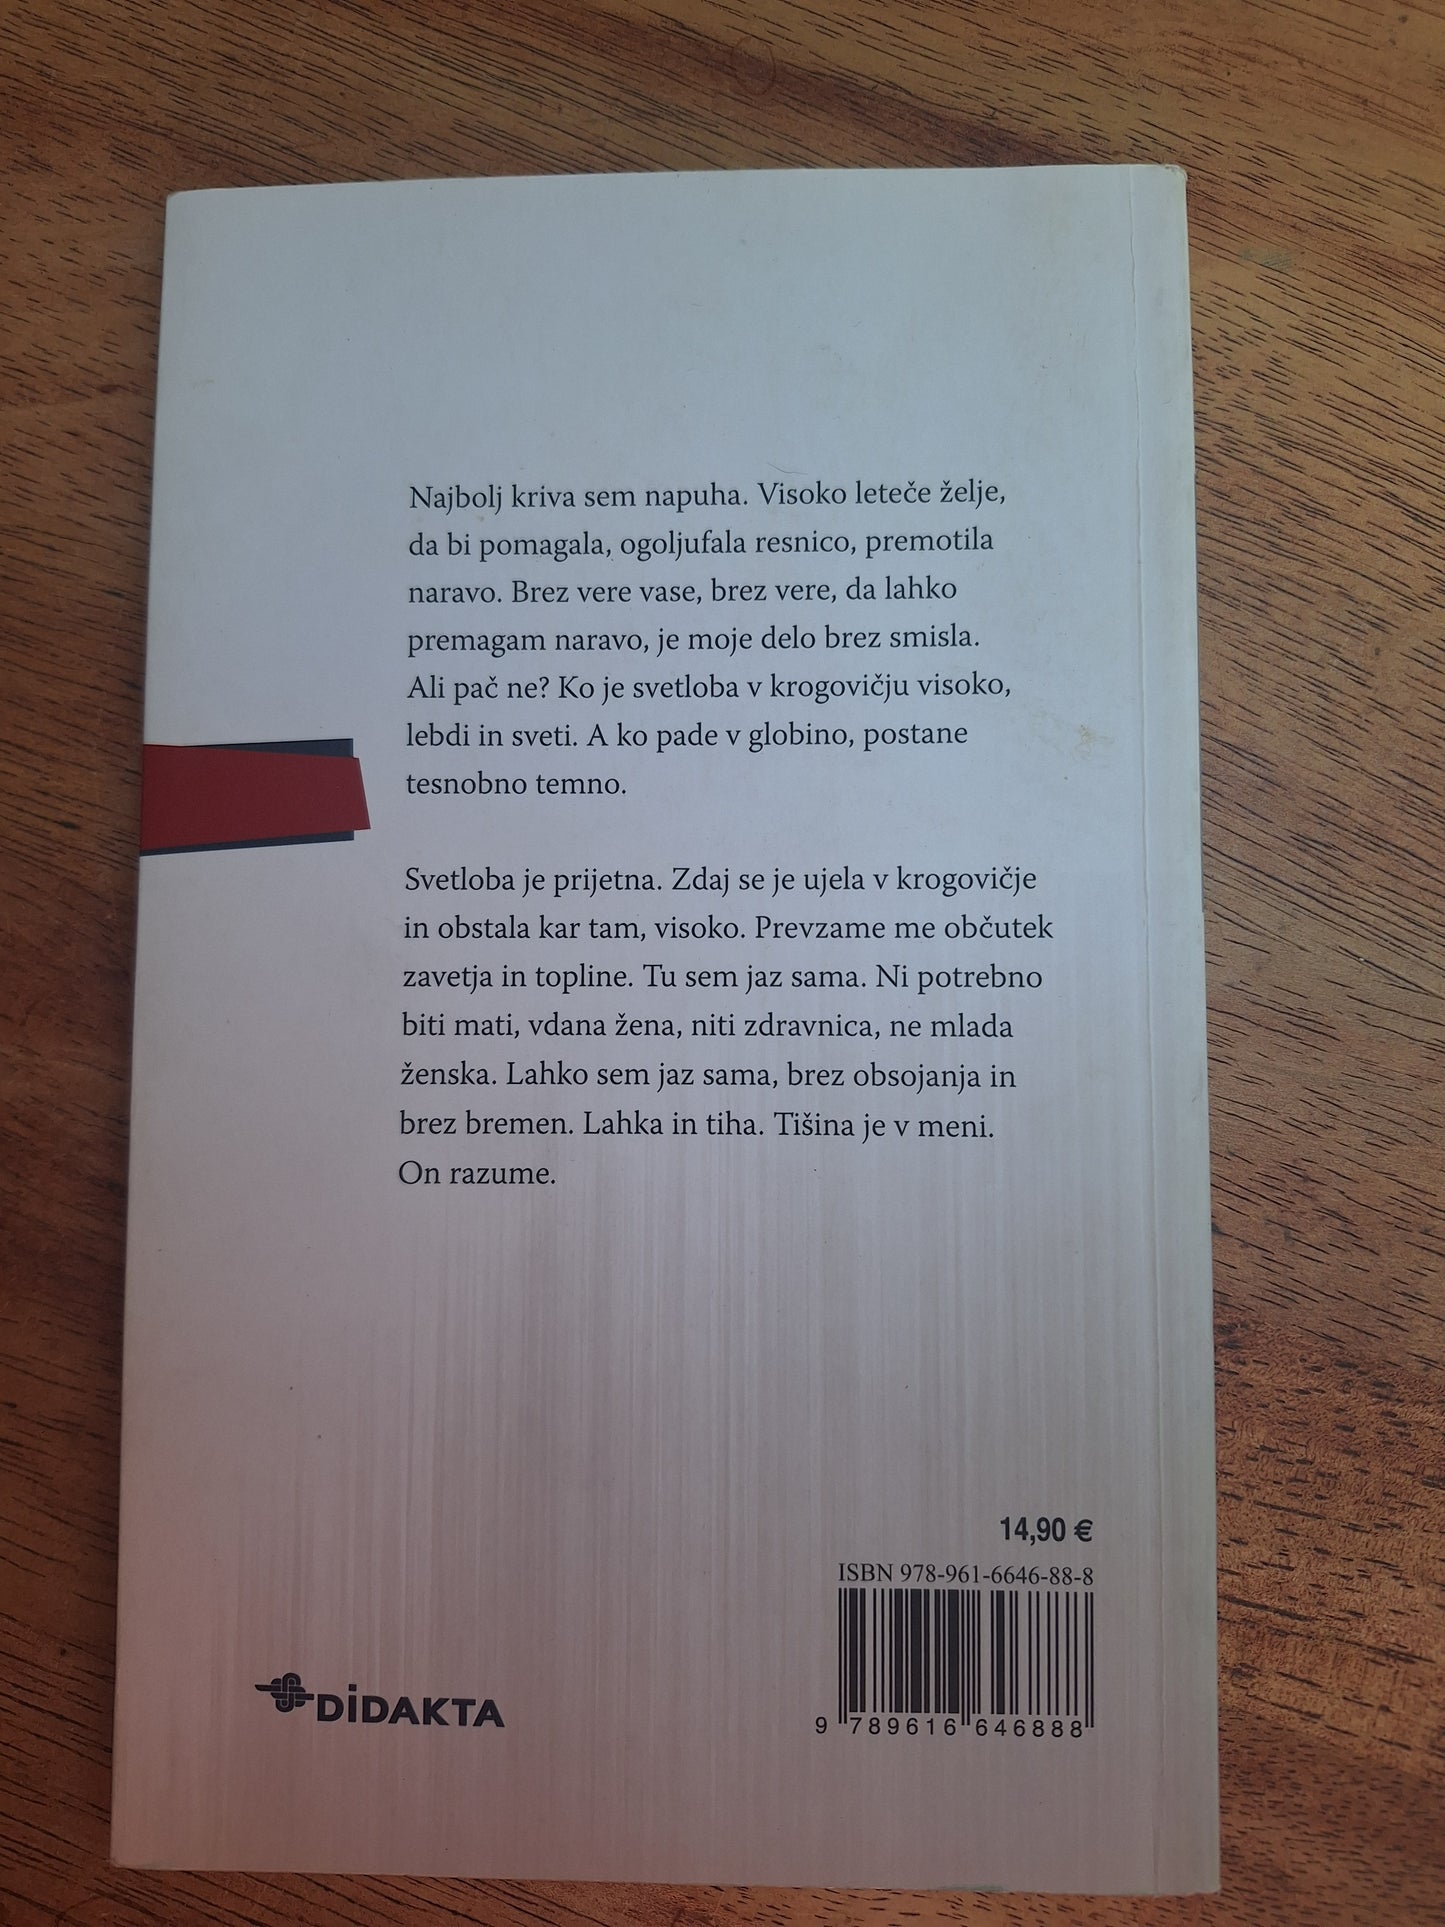 Najbolj kriva sem napuha. Visoko leteče želje,
da bi pomagala, ogoljufala resnico, premotila
naravo. Brez vere vase, brez vere, da lahko
premagam naravo, je moje delo brez smisla.
Ali pač ne? Ko je svetloba v krogovičju visoko,
lebdi in sveti. A ko pade v globino, postane
tesnobno temno.
Svetloba je prijetna. Zdaj se je ujela v krogovičje
in obstala kar tam, visoko. Prevzame me občutek
zavetja in topline. Tu sem jaz sama. Ni potrebno
biti mati, vdana žena, niti zdravnica, ne mlada
ženska. Lahko sem jaz sama, brez obsojanja in
brez bremen. Lahka in tiha. Tišina je v meni.
On razume.
14,90 €
ISBN 978-961-6646-88-8
9 789616 646888
DiDAKTA